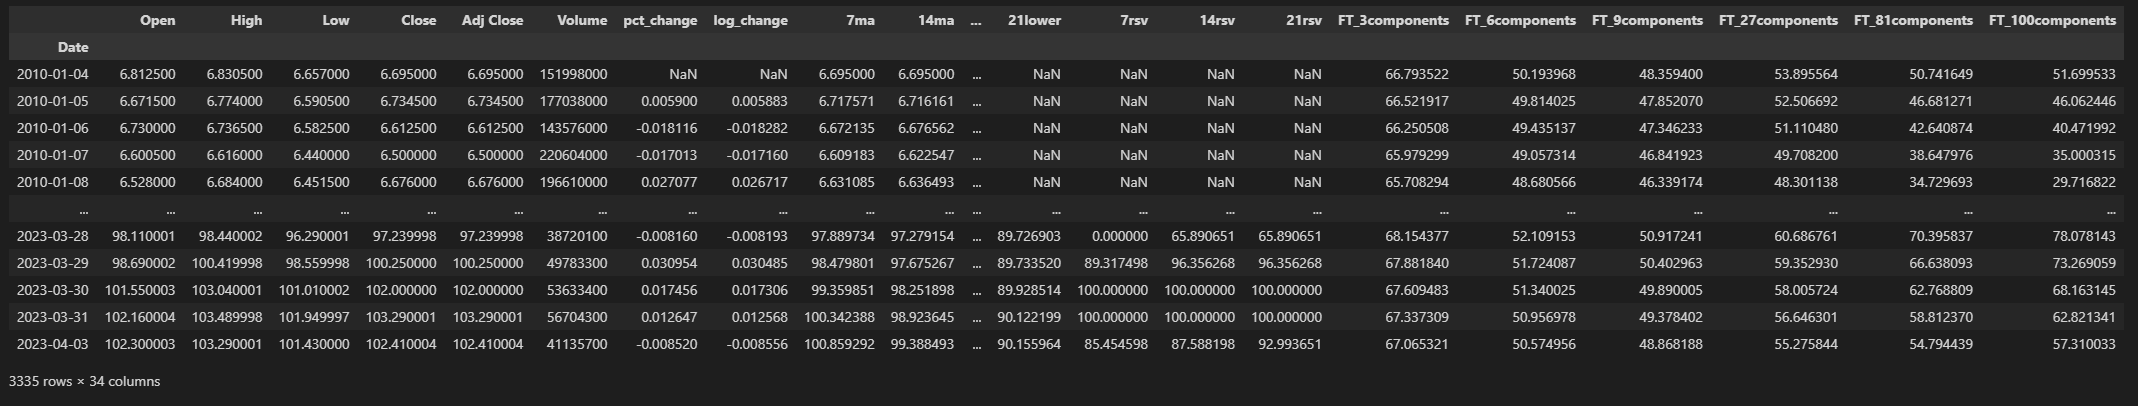 Open High Low Close Adj Close Volume pct_change log_change 7ma 14ma ... 21lower 7rsv 14rsv 21rsv FT_3components FT_6components FT_9components FT_27components FT_81components FT_100components
Date
2010-01-04 6.812500 6.830500 6.657000 6.695000 6.695000 151998000 NaN NaN 6.695000 6.695000 ... NaN NaN NaN NaN 66.793522 50.193968 48.359400 53.895564 50.741649 51.699533
2010-01-05 6.671500 6.774000 6.590500 6.734500 6.734500 177038000 0.005900 0.005883 6.717571 6.716161 ... NaN NaN NaN NaN 66.521917 49.814025 47.852070 52.506692 46.681271 46.062446
2010-01-06 6.730000 6.736500 6.582500 6.612500 6.612500 143576000 -0.018116 -0.018282 6.672135 6.676562 ... NaN NaN NaN NaN 66.250508 49.435137 47.346233 51.110480 42.640874 40.471992
2010-01-07 6.600500 6.616000 6.440000 6.500000 6.500000 220604000 -0.017013 -0.017160 6.609183 6.622547 ... NaN NaN NaN NaN 65.979299 49.057314 46.841923 49.708200 38.647976 35.000315
2010-01-08 6.528000 6.684000 6.451500 6.676000 6.676000 196610000 0.027077 0.026717 6.631085 6.636493 ... NaN NaN NaN NaN 65.708294 48.680566 46.339174 48.301138 34.729693 29.716822
... ... ... ... ... ... ... ... ... ... ... ... ... ... ... ... ... ... ... ... ... ...
2023-03-28 98.110001 98.440002 96.290001 97.239998 97.239998 38720100 -0.008160 -0.008193 97.889734 97.279154 ... 89.726903 0.000000 65.890651 65.890651 68.154377 52.109153 50.917241 60.686761 70.395837 78.078143
2023-03-29 98.690002 100.419998 98.559998 100.250000 100.250000 49783300 0.030954 0.030485 98.479801 97.675267 ... 89.733520 89.317498 96.356268 96.356268 67.881840 51.724087 50.402963 59.352930 66.638093 73.269059
2023-03-30 101.550003 103.040001 101.010002 102.000000 102.000000 53633400 0.017456 0.017306 99.359851 98.251898 ... 89.928514 100.000000 100.000000 100.000000 67.609483 51.340025 49.890005 58.005724 62.768809 68.163145
2023-03-31 102.160004 103.489998 101.949997 103.290001 103.290001 56704300 0.012647 0.012568 100.342388 98.923645 ... 90.122199 100.000000 100.000000 100.000000 67.337309 50.956978 49.378402 56.646301 58.812370 62.821341
2023-04-03 102.300003 103.290001 101.430000 102.410004 102.410004 41135700 -0.008520 -0.008556 100.859292 99.388493 ... 90.155964 85.454598 87.588198 92.993651 67.065321 50.574956 48.868188 55.275844 54.794439 57.310033
3335 rows × 34 columns